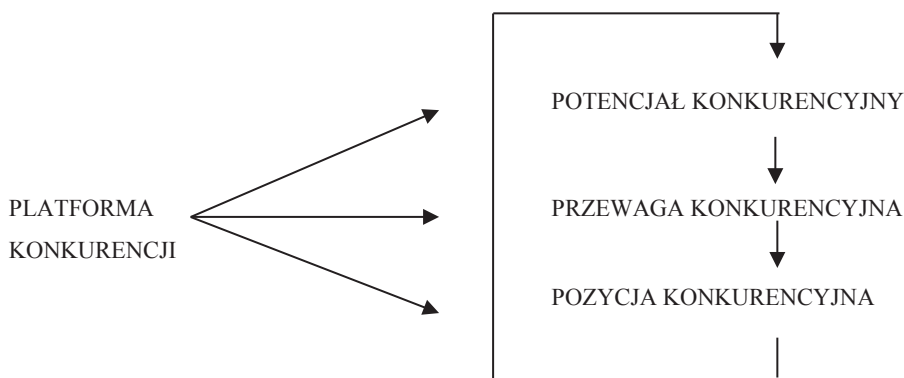 POTENCJAŁ KONKURENCYJNY
PLATFORMA
KONKURENCJI
PRZEWAGA KONKURENCYJNA
POZYCJA KONKURENCYJNA